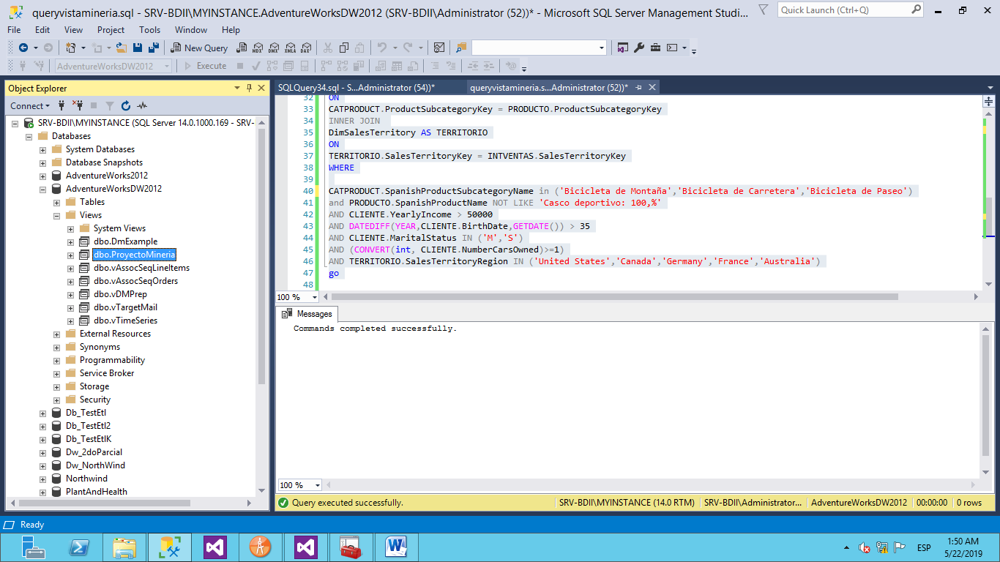 queryvistamineria.sql - SRV-BDII\MYINSTANCE.AdventureWorksDW2012 (SRV-BDII\Administrator (52))* - Microsoft SQL Server Management Studi...
Quick Launch (Ctrl+Q)
File Edit View Project Tools Window Help
New Query MDX DMX XMLA DAX
AdventureWorksDW2012 Execute
Object Explorer
Connect
SRV-BDII\MYINSTANCE (SQL Server 14.0.1000.169 - SRV-
Databases
System Databases
Database Snapshots
AdventureWorks2012
AdventureWorksDW2012
Tables
Views
System Views
dbo.DmExample
dbo.ProyectoMineria
dbo.vAssocSeqLineItems
dbo.vAssocSeqOrders
dbo.vDMPrep
dbo.vTargetMail
dbo.vTimeSeries
External Resources
Synonyms
Programmability
Service Broker
Storage
Security
Db_TestEtl
Db_TestEtl2
Db_TestEtlK
Dw_2doParcial
Dw_NorthWind
Northwind
PlantAndHealth
SQLQuery34.sql - S...Administrator (54))* queryvistamineria.s...Administrator (52))*
32 ON
33 CATPRODUCT.ProductSubcategoryKey = PRODUCTO.ProductSubcategoryKey
34 INNER JOIN
35 DimSalesTerritory AS TERRITORIO
36 ON
37 TERRITORIO.SalesTerritoryKey = INTVENTAS.SalesTerritoryKey
38 WHERE
39
40 CATPRODUCT.SpanishProductSubcategoryName in ('Bicicleta de Montaña','Bicicleta de Carretera','Bicicleta de Paseo')
41 and PRODUCTO.SpanishProductName NOT LIKE 'Casco deportivo: 100,%'
42 AND CLIENTE.YearlyIncome > 50000
43 AND DATEDIFF(YEAR,CLIENTE.BirthDate,GETDATE()) > 35
44 AND CLIENTE.MaritalStatus IN ('M','S')
45 AND (CONVERT(int, CLIENTE.NumberCarsOwned)>=1)
46 AND TERRITORIO.SalesTerritoryRegion IN ('United States','Canada','Germany','France','Australia')
47 go
48
100 %
Messages
Commands completed successfully.
100 %
Query executed successfully. SRV-BDII\MYINSTANCE (14.0 RTM) SRV-BDII\Administrator... AdventureWorksDW2012 00:00:00 0 rows
Ready
ESP
1:50 AM
5/22/2019